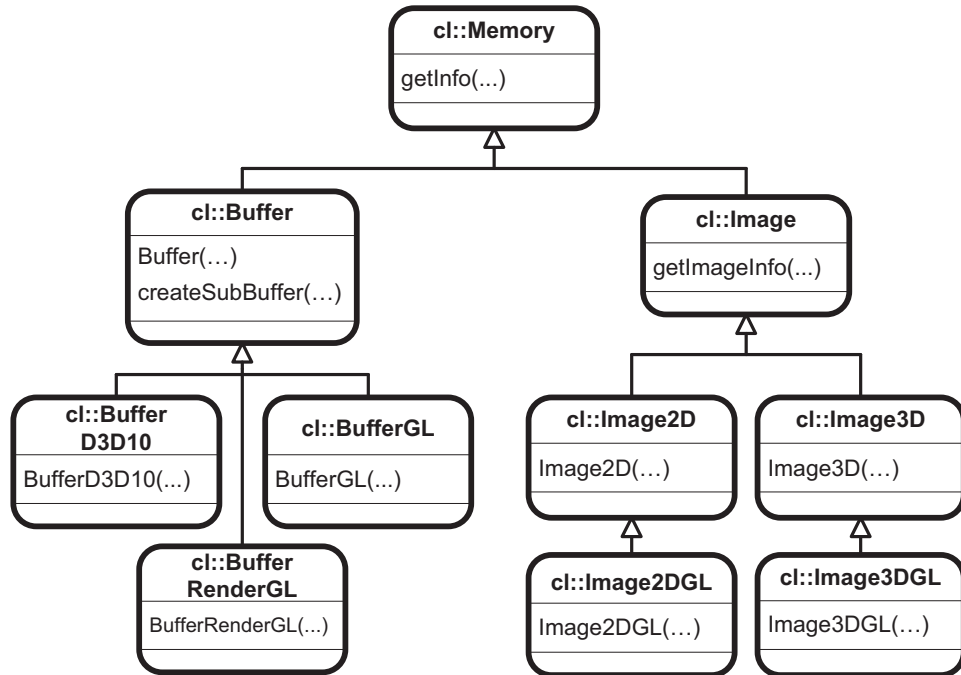 cl::Memory
getInfo(...)
cl::Buffer
Buffer(…)
createSubBuffer(…)
cl::Image
getImageInfo(...)
cl::Buffer
D3D10
BufferD3D10(...)
cl::BufferGL
BufferGL(...)
cl::Buffer
RenderGL
BufferRenderGL(...)
cl::Image2D
Image2D(…)
cl::Image3D
Image3D(…)
cl::Image2DGL
Image2DGL(…)
cl::Image3DGL
Image3DGL(…)